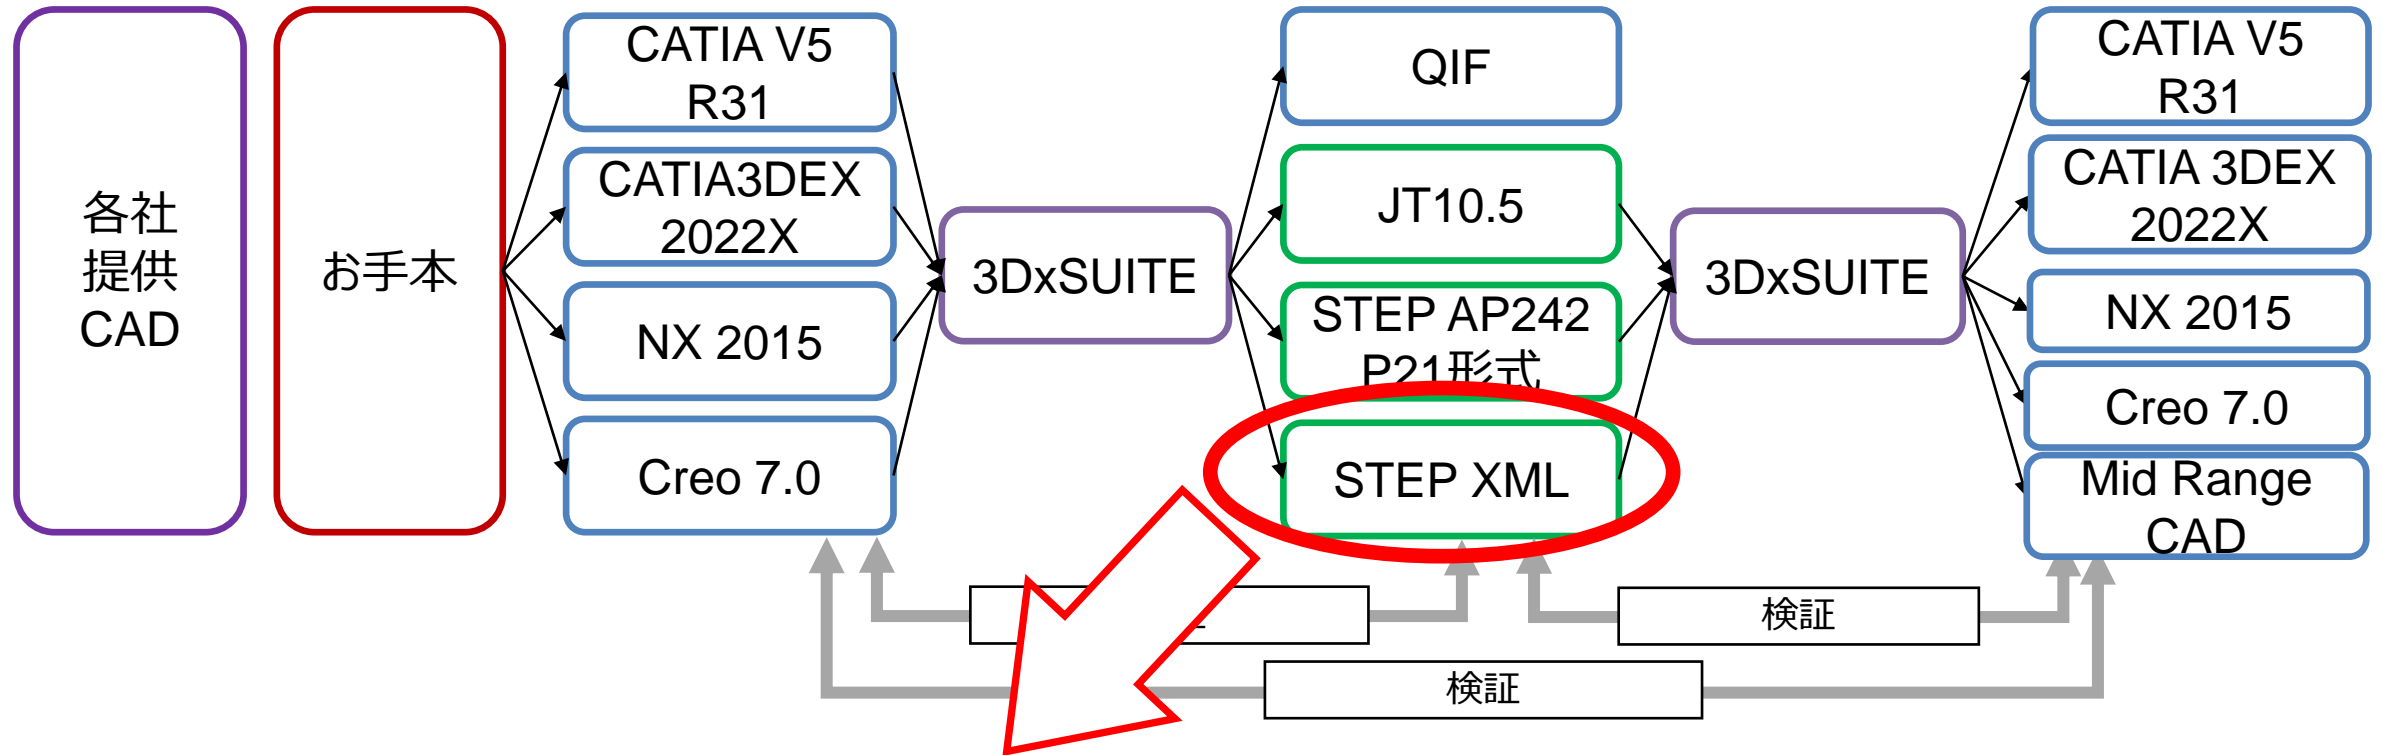 各社
提供
CAD
お手本
CATIA V5
R31
CATIA3DEX
2022X
NX 2015
Creo 7.0
3DxSUITE
QIF
JT10.5
STEP AP242
P21形式
STEP XML
3DxSUITE
CATIA V5
R31
CATIA 3DEX
2022X
NX 2015
Creo 7.0
Mid Range
CAD
検証
検証